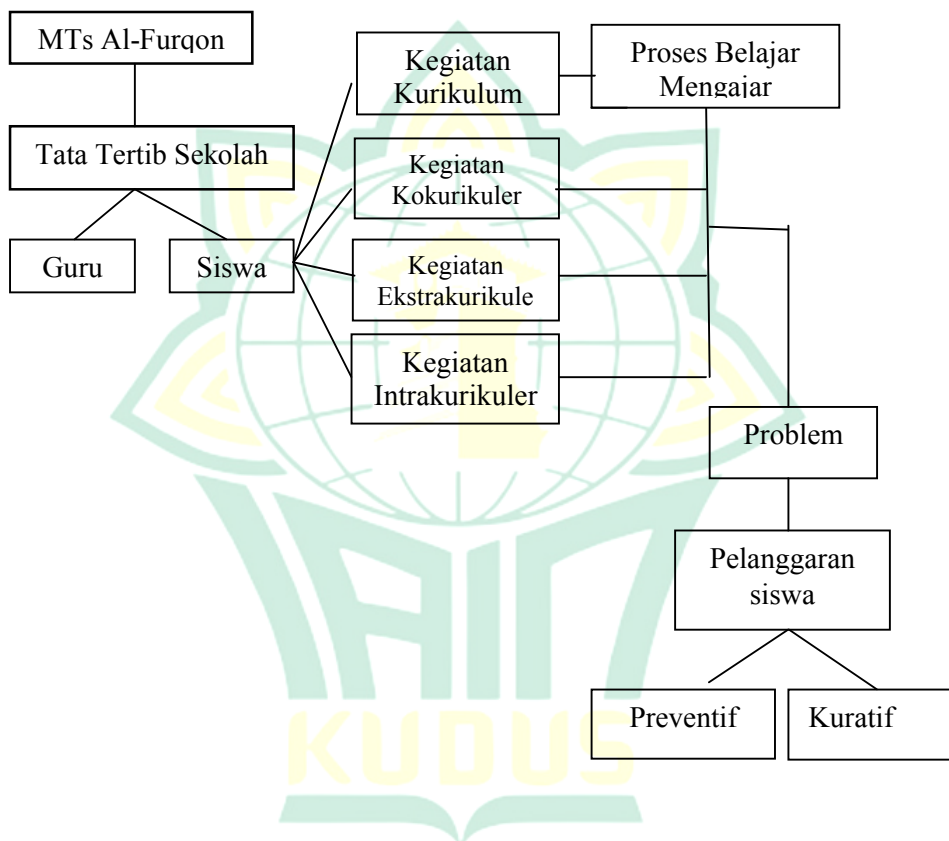 MTs Al-Furqon
Tata Tertib Sekolah
Guru
Siswa
Kegiatan
Kurikulum
Kegiatan
Kokurikuler
Kegiatan
Ekstrakurikule
Kegiatan
Intrakurikuler
Proses Belajar
Mengajar
Problem
Pelanggaran
siswa
Preventif
Kuratif
IAIN
KUDUS